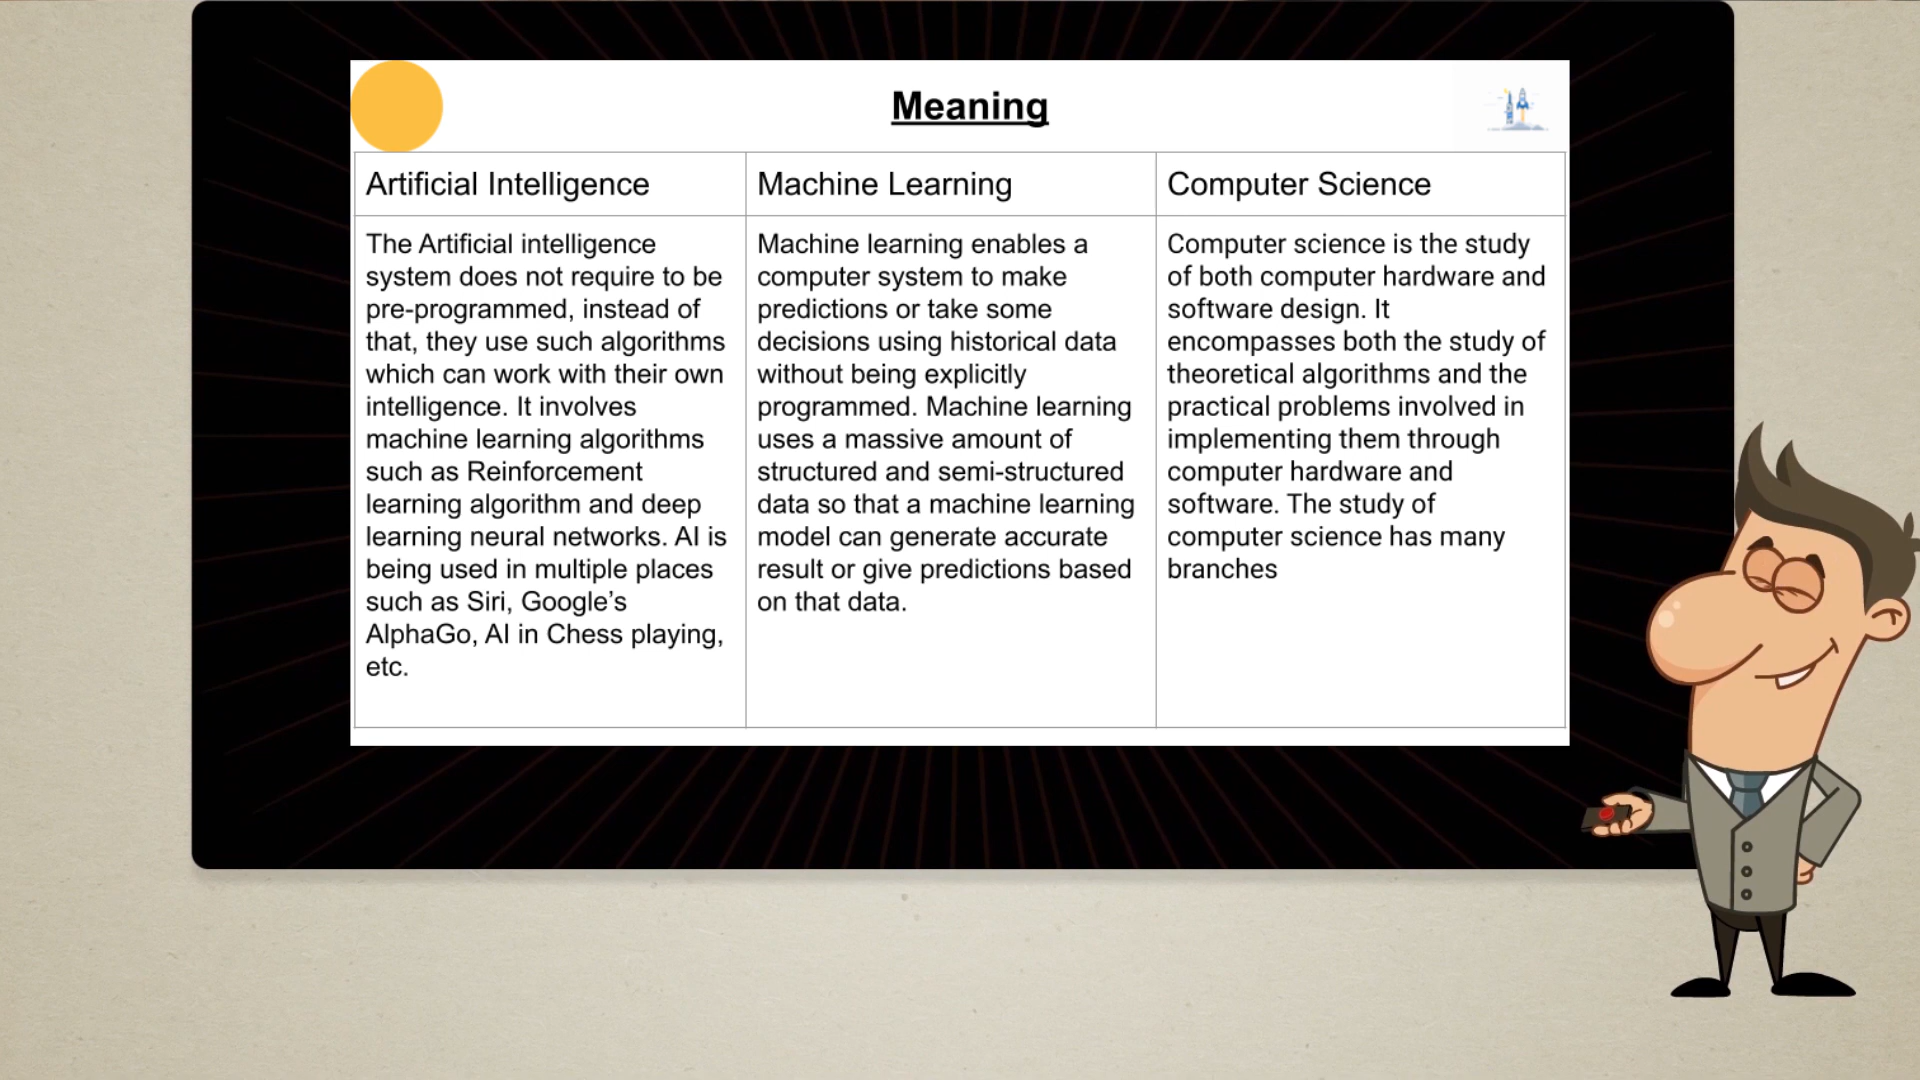 Meaning
Artificial Intelligence
Machine Learning
Computer Science
The Artificial intelligence
system does not require to be
pre-programmed, instead of
that, they use such algorithms
which can work with their own
intelligence. It involves
machine learning algorithms
such as Reinforcement
learning algorithm and deep
learning neural networks. AI is
being used in multiple places
such as Siri, Google’s
AlphaGo, AI in Chess playing,
etc.
Machine learning enables a
computer system to make
predictions or take some
decisions using historical data
without being explicitly
programmed. Machine learning
uses a massive amount of
structured and semi-structured
data so that a machine learning
model can generate accurate
result or give predictions based
on that data.
Computer science is the study
of both computer hardware and
software design. It
encompasses both the study of
theoretical algorithms and the
practical problems involved in
implementing them through
computer hardware and
software. The study of
computer science has many
branches